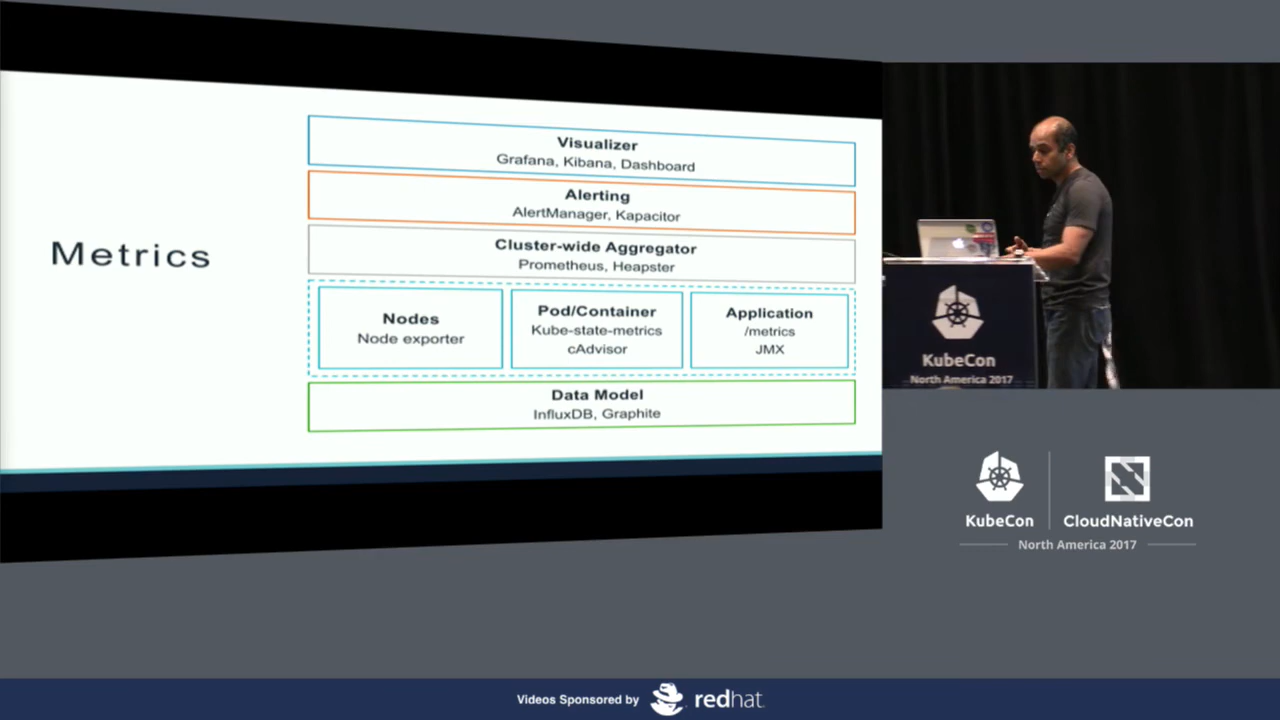 Metrics
Visualizer
Grafana, Kibana, Dashboard
Alerting
AlertManager, Kapacitor
Cluster-wide Aggregator
Prometheus, Heapster
Nodes
Node exporter
Pod/Container
Kube-state-metrics
cAdvisor
Application
/metrics
JMX
Data Model
InfluxDB, Graphite
KubeCon
North America 2017
KubeCon
CloudNativeCon
North America 2017
Videos Sponsored by
redhat.